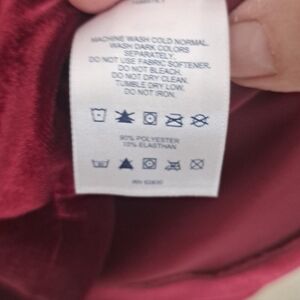 MACHINE WASH COLD NORMAL.
WASH DARK COLORS
SEPARATELY.
DO NOT USE FABRIC SOFTENER.
DO NOT BLEACH.
DO NOT DRY CLEAN.
TUMBLE DRY LOW.
DO NOT IRON.
90% POLYESTER
10% ELASTHAN